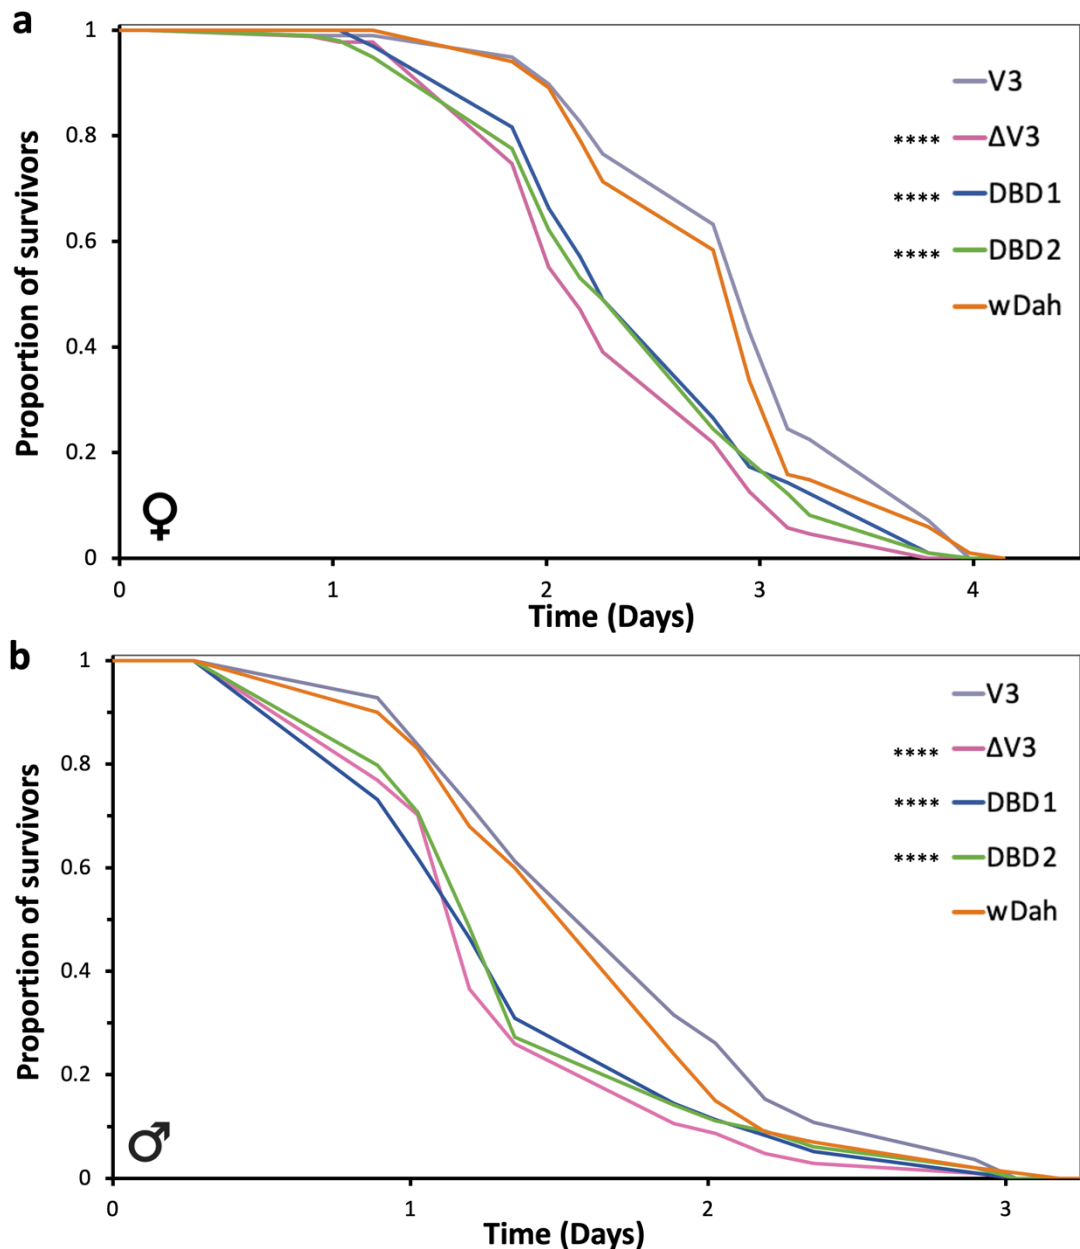 a
Proportion of survivors
1
0.8
0.6
0.4
0.2
0
♀
V3
**** ΔV3
**** DBD1
**** DBD2
wDah
0 1 2 3 4
Time (Days)
b
Proportion of survivors
1
0.8
0.6
0.4
0.2
0
♂
V3
**** ΔV3
**** DBD1
**** DBD2
wDah
0 1 2 3
Time (Days)